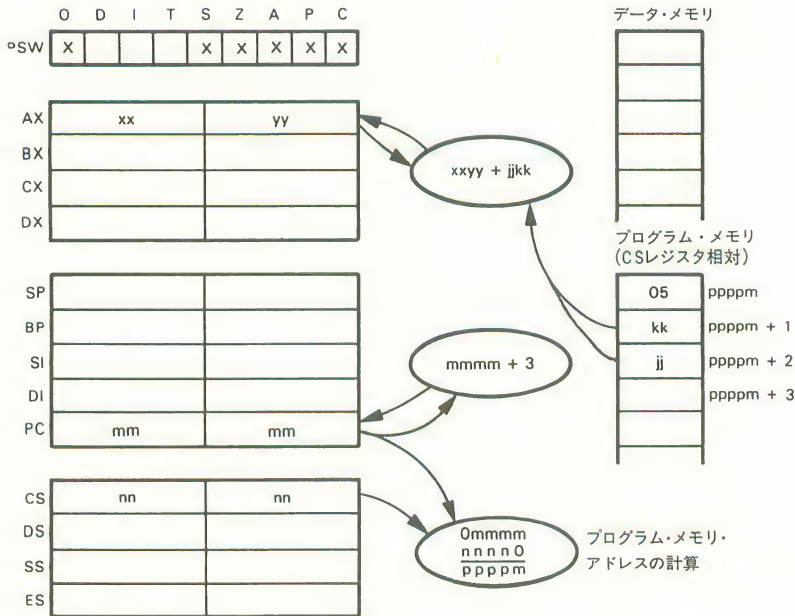 O D I T S Z A P C
PSW X X X X X X
データ・メモリ
AX xx yy
BX
CX
DX
xxyy + jjkk
プログラム・メモリ
(CSレジスタ相対)
05 ppppm
kk ppppm + 1
jj ppppm + 2
ppppm + 3
SP
BP
SI
DI
PC mm mm
mmmm + 3
CS nn nn
DS
SS
ES
0mmmm
nnnn0
ppppm
プログラム・メモリ・
アドレスの計算